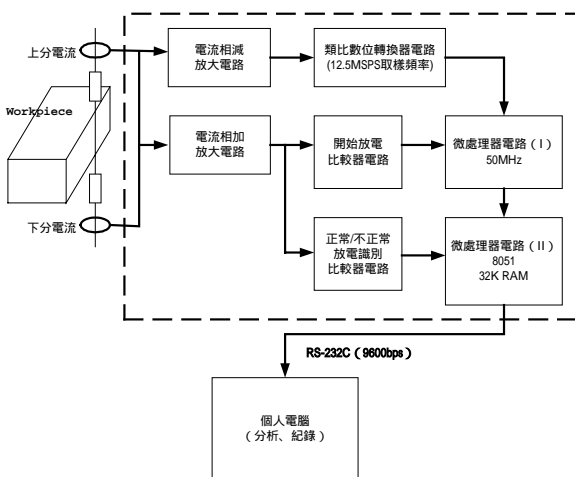 上分電流
Workpiece
下分電流
電流相減
放大電路
類比數位轉換器電路
(12.5MSPS取樣頻率)
電流相加
放大電路
開始放電
比較器電路
微處理器電路（I）
50MHz
正常/不正常
放電識別
比較器電路
微處理器電路（II）
8051
32K RAM
RS-232C（9600bps）
個人電腦
（分析、紀錄）